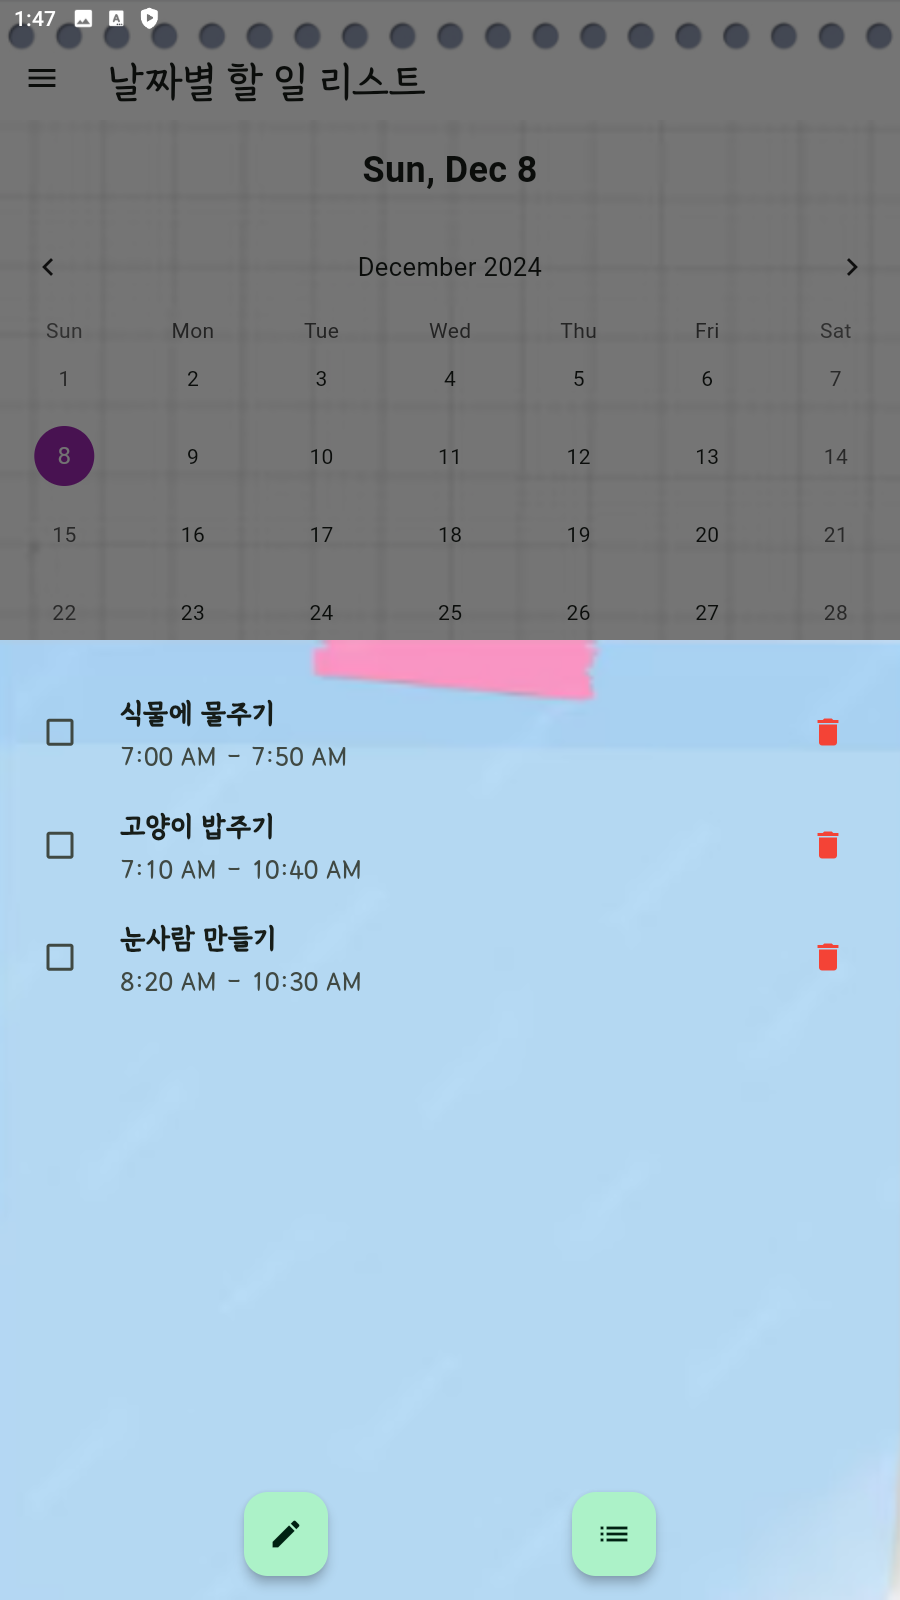 1:47
날짜별 할 일 리스트
Sun, Dec 8
December 2024
Sun Mon Tue Wed Thu Fri Sat
1 2 3 4 5 6 7
8 9 10 11 12 13 14
15 16 17 18 19 20 21
22 23 24 25 26 27 28
식물에 물주기
7:00 AM - 7:50 AM
고양이 밥주기
7:10 AM - 10:40 AM
눈사람 만들기
8:20 AM - 10:30 AM